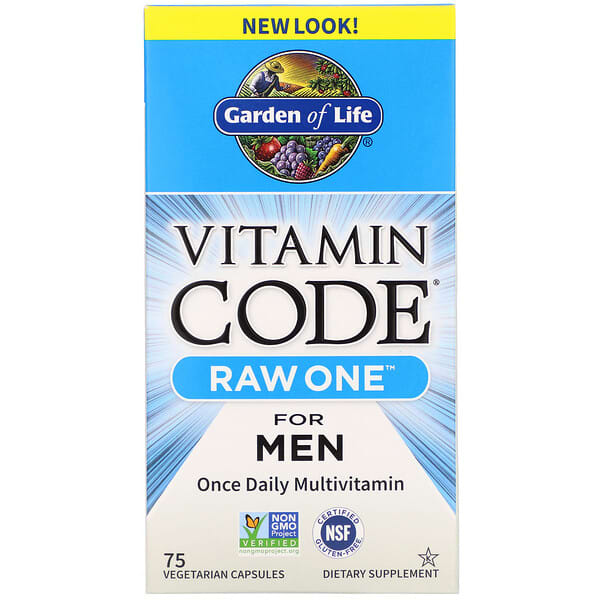 NEW LOOK!
Garden of Life®
VITAMIN
CODE®
RAW ONE™
FOR
MEN
Once Daily Multivitamin
NON
GMO
Project
VERIFIED
nongmoproject.org
CERTIFIED
NSF
GLUTEN-FREE
75
VEGETARIAN CAPSULES
K
DIETARY SUPPLEMENT